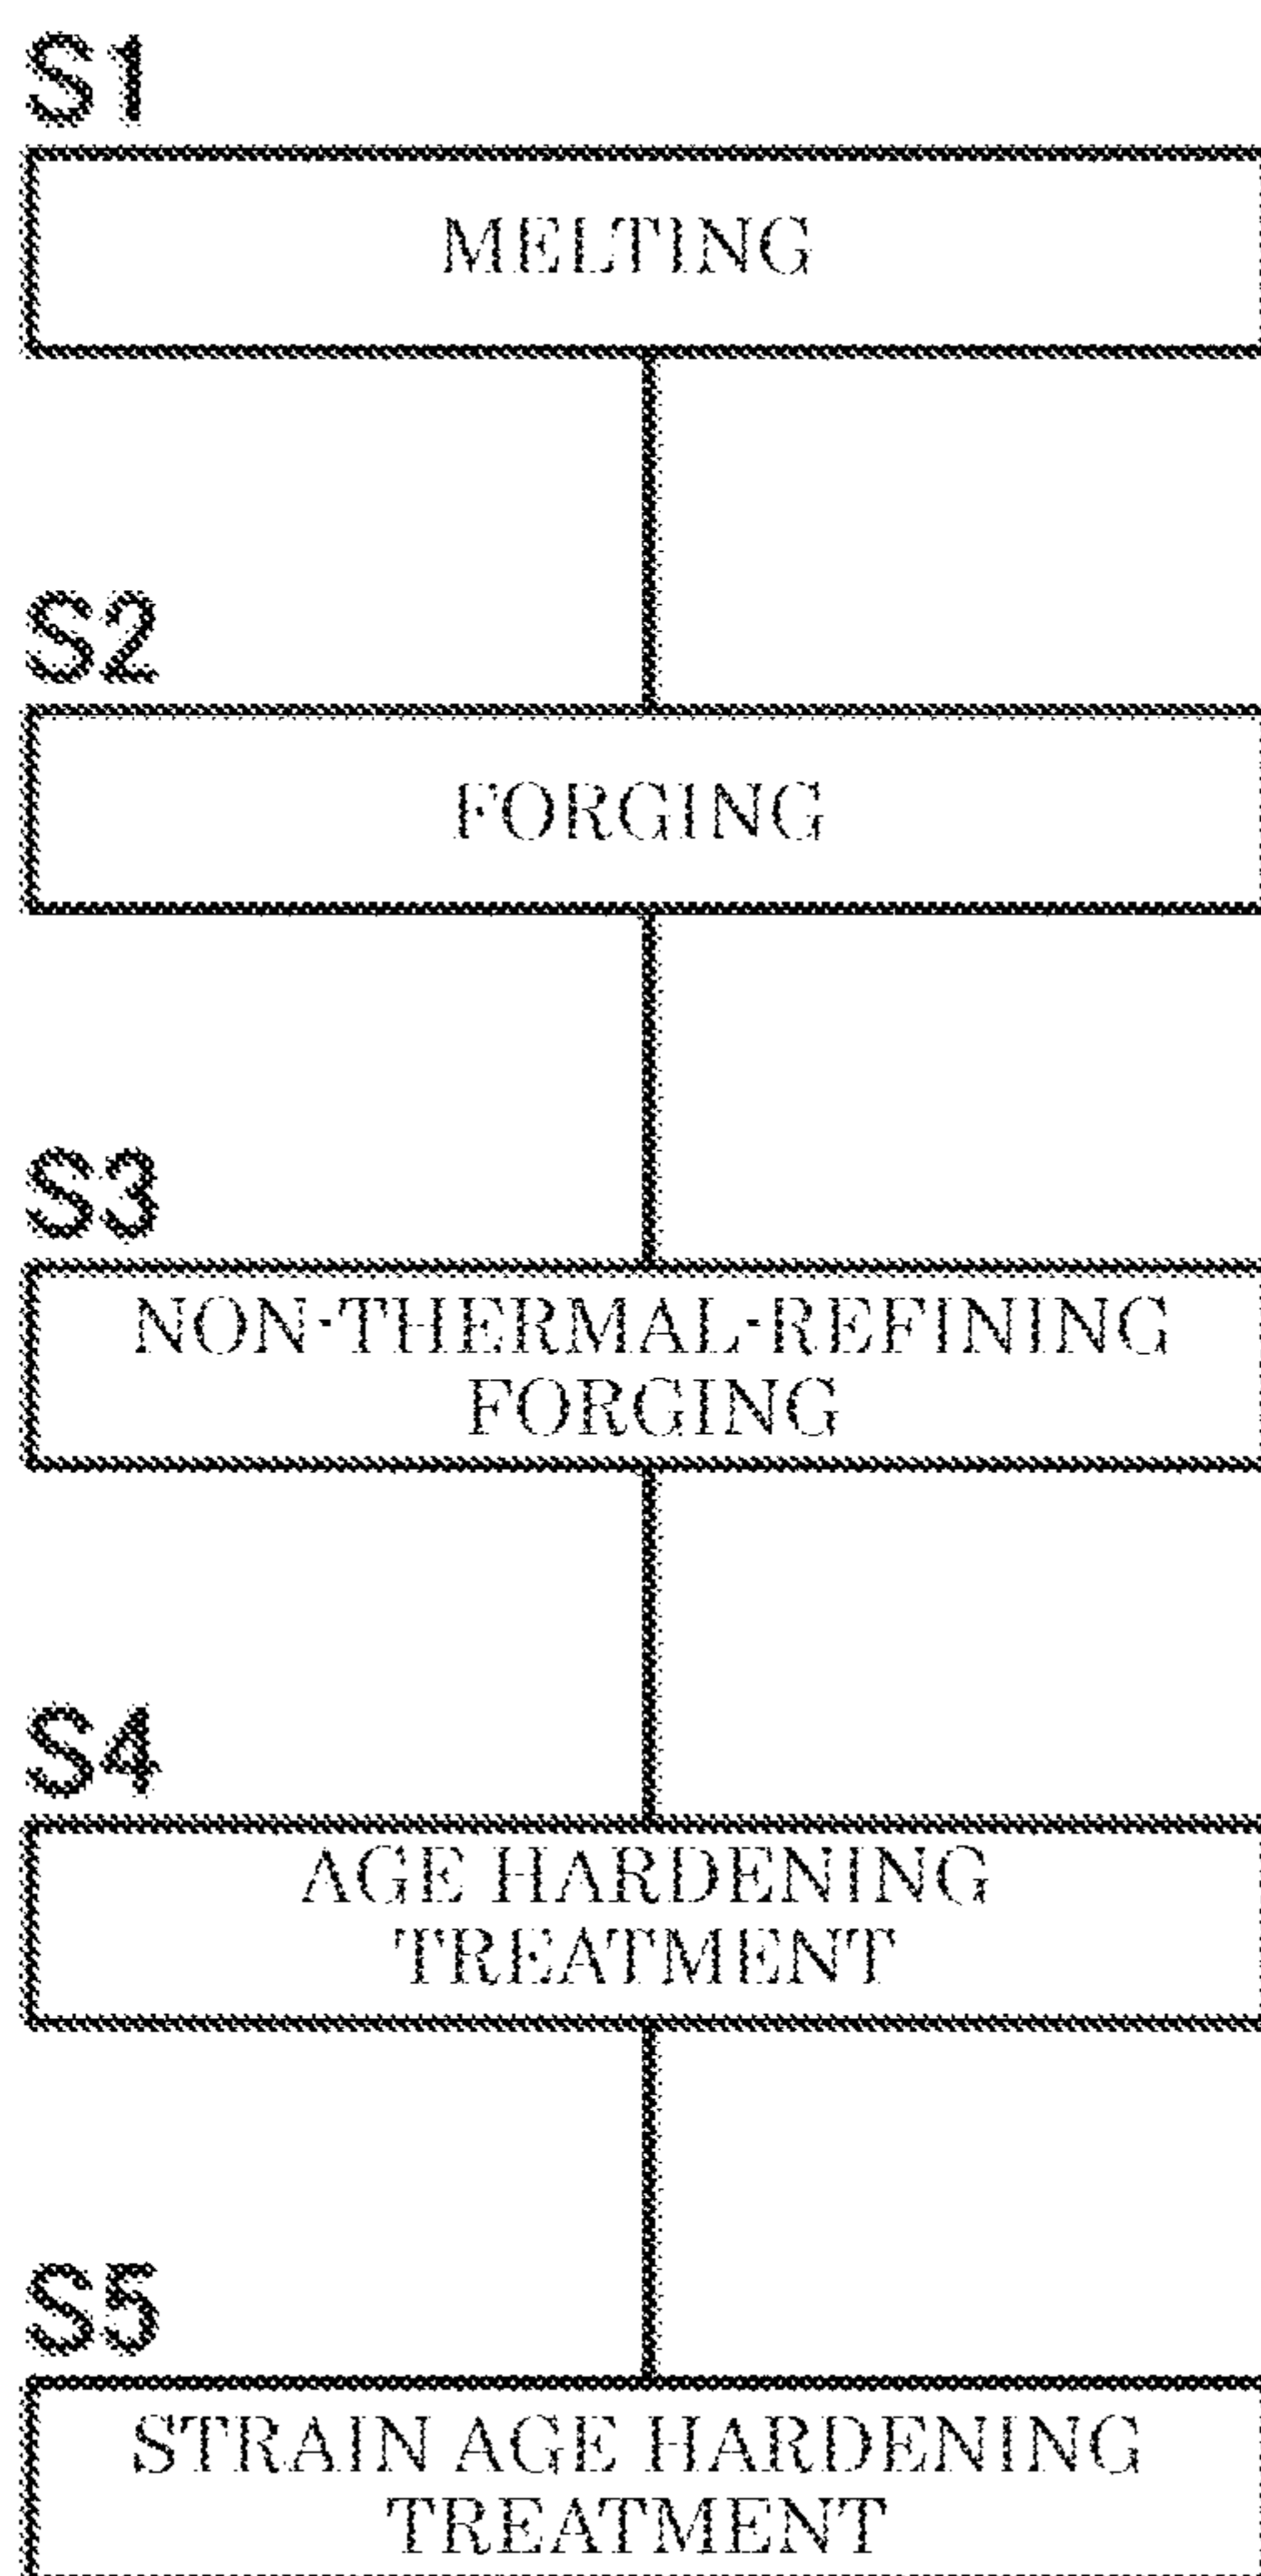 S1
MELTING
S2
FORGING
S3
NON-THERMAL-REFINING
FORGING
S4
AGE HARDENING
TREATMENT
S5
STRAIN AGE HARDENING
TREATMENT